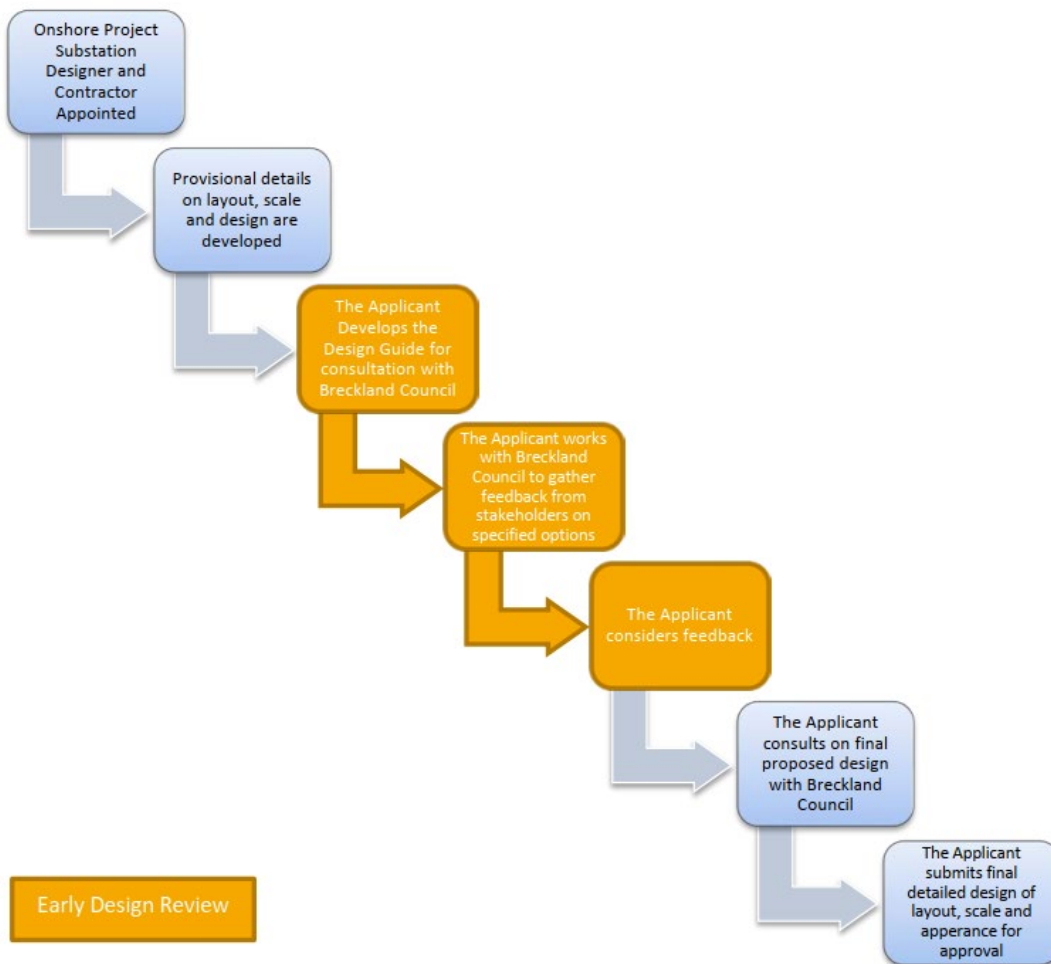 Onshore Project
Substation
Designer and
Contractor
Appointed
Provisional details
on layout, scale
and design are
developed
The Applicant
Develops the
Design Guide for
consultation with
Breckland Council
The Applicant works
with Breckland
Council to gather
feedback from
stakeholders on
specified options
The Applicant
considers feedback
The Applicant
consults on final
proposed design
with Breckland
Council
The Applicant
submits final
detailed design of
layout, scale and
apperance for
approval
Early Design Review